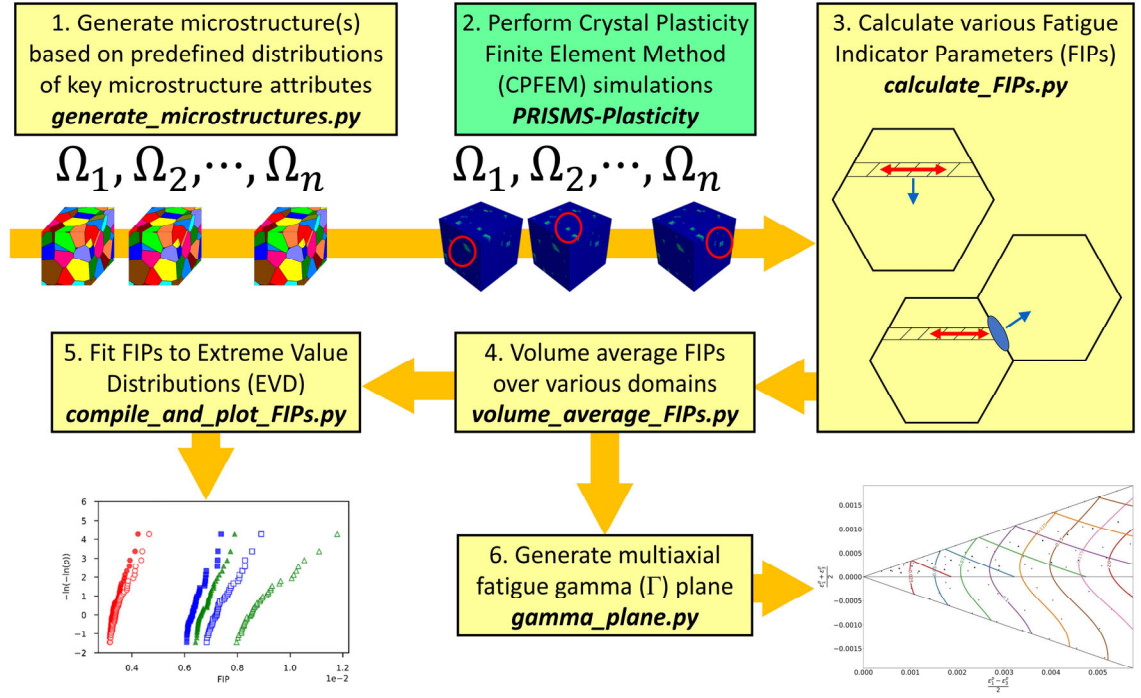 1. Generate microstructure(s)
based on predefined distributions
of key microstructure attributes
generate_microstructures.py
2. Perform Crystal Plasticity
Finite Element Method
(CPFEM) simulations
PRISMS-Plasticity
3. Calculate various Fatigue
Indicator Parameters (FIPs)
calculate_FIPs.py
Ω₁, Ω₂,⋯, Ωₙ
Ω₁, Ω₂,⋯, Ωₙ
5. Fit FIPs to Extreme Value
Distributions (EVD)
compile_and_plot_FIPs.py
4. Volume average FIPs
over various domains
volume_average_FIPs.py
6. Generate multiaxial
fatigue gamma (Γ) plane
gamma_plane.py
−ln(−ln(p))
6
5
4
3
2
1
0
−1
−2
0.4 0.6 0.8 1.0 1.2
1e−2
FIP
0.0015
0.0010
0.0005
0.0000
−0.0005
−0.0010
−0.0015
0.000 0.001 0.002 0.003 0.004 0.005